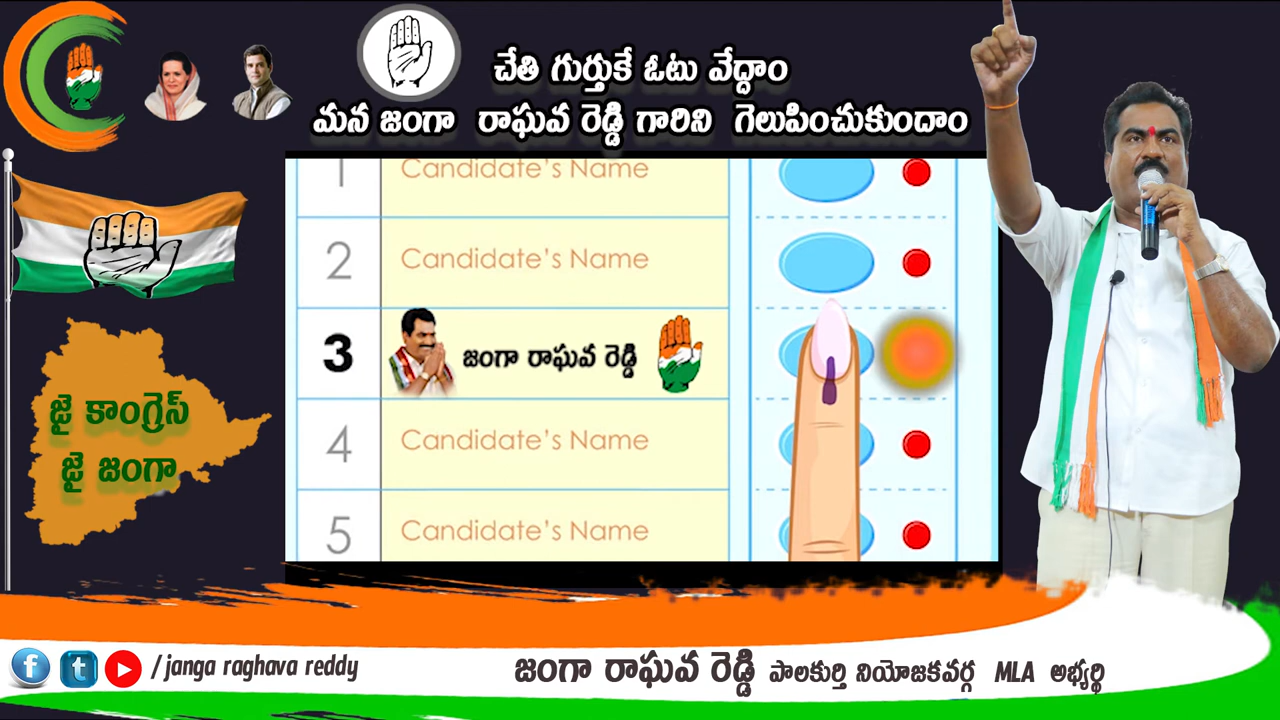 చేతి గుర్తుకే ఓటు వేద్దాం
మన జంగా రాఘవ రెడ్డి గారిని గెలుపించుకుందాం
1 Candidate's Name
2 Candidate's Name
3 జంగా రాఘవ రెడ్డి
4 Candidate's Name
5 Candidate's Name
జై కాంగ్రెస్
జై జంగా
/janga raghava reddy
జంగా రాఘవ రెడ్డి పాలకుర్తి నియోజకవర్గ MLA అభ్యర్థి